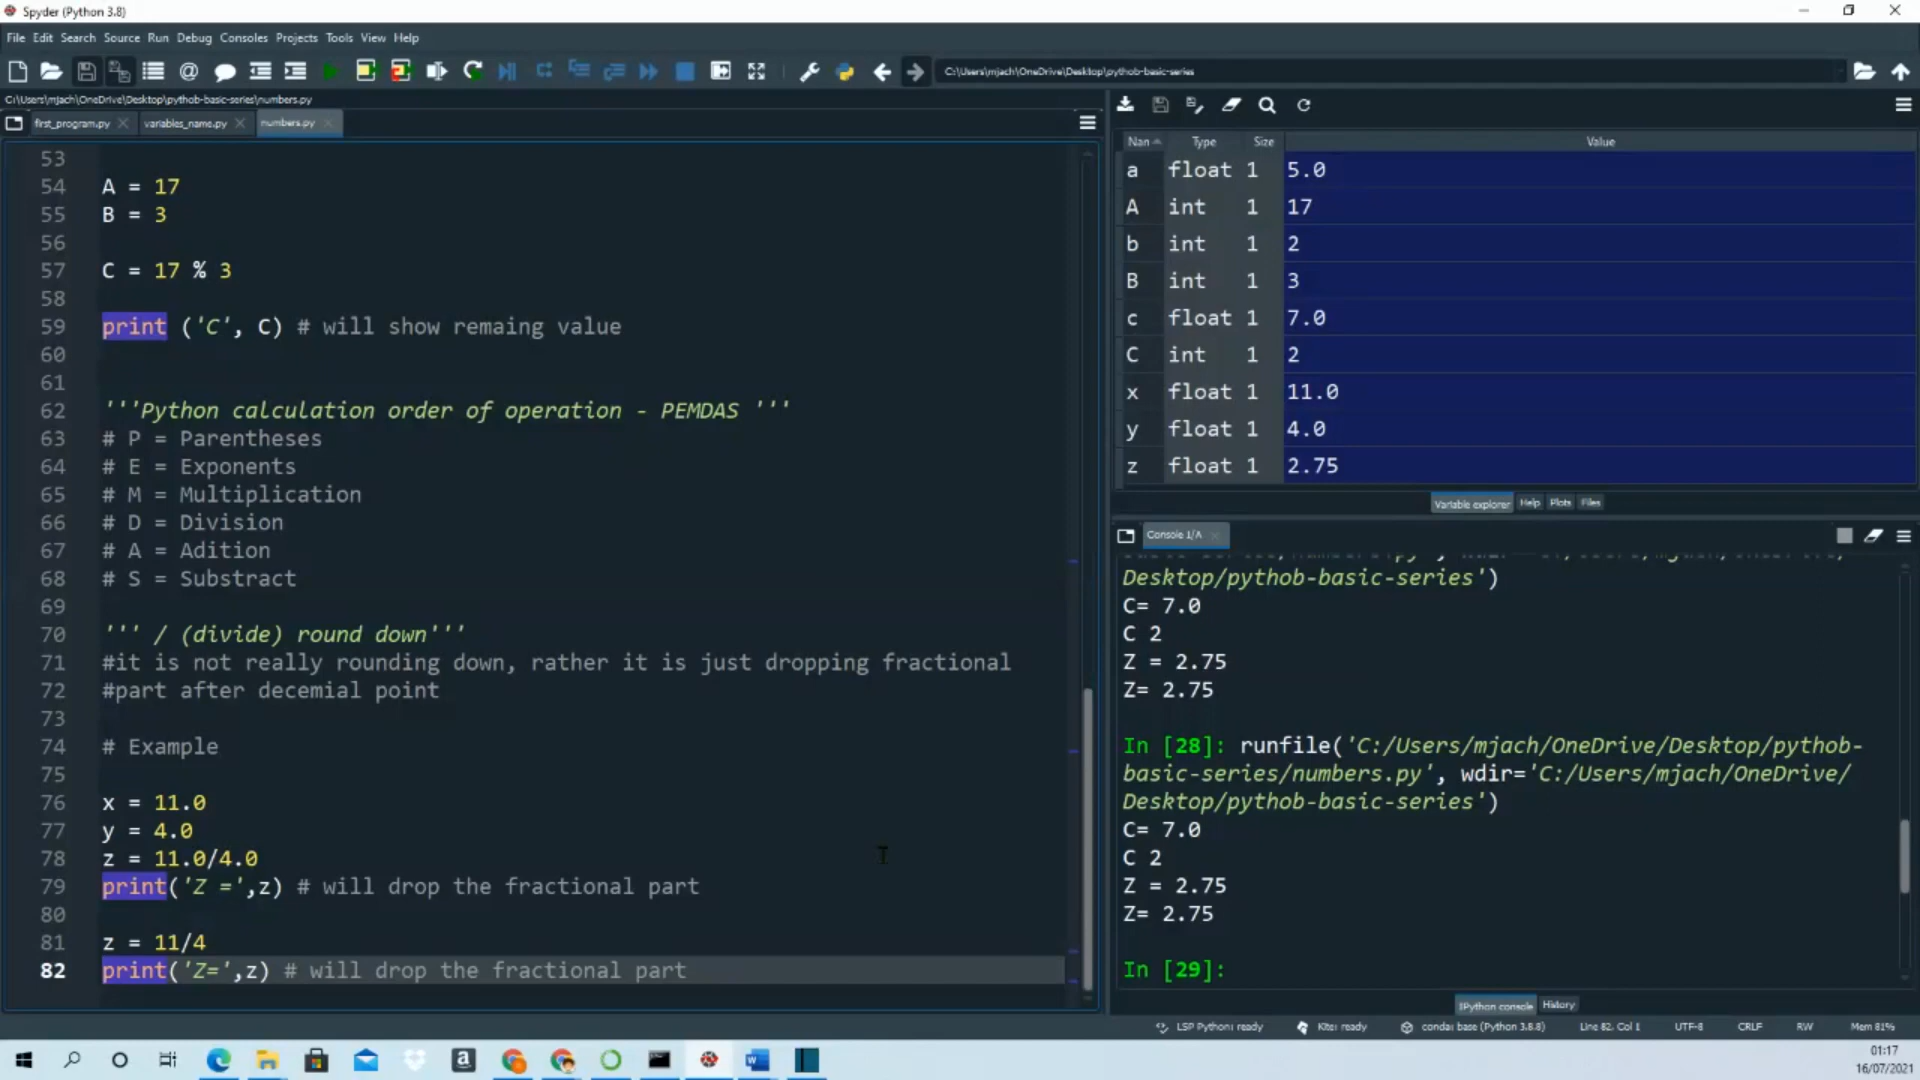 Spyder (Python 3.8)
File Edit Search Source Run Debug Consoles Projects Tools View Help
C:\Users\mjach\OneDrive\Desktop\pythob-basic-series
C:\Users\mjach\OneDrive\Desktop\pythob-basic-series\numbers.py
first_program.py variables_name.py numbers.py
53
54 A = 17
55 B = 3
56
57 C = 17 % 3
58
59 print ('C', C) # will show remaing value
60
61
62 '''Python calculation order of operation - PEMDAS '''
63 # P = Parentheses
64 # E = Exponents
65 # M = Multiplication
66 # D = Division
67 # A = Adition
68 # S = Substract
69
70 ''' / (divide) round down'''
71 #it is not really rounding down, rather it is just dropping fractional
72 #part after decemial point
73
74 # Example
75
76 x = 11.0
77 y = 4.0
78 z = 11.0/4.0
79 print('Z =',z) # will drop the fractional part
80
81 z = 11/4
82 print('Z=',z) # will drop the fractional part
Nan Type Size Value
a float 1 5.0
A int 1 17
b int 1 2
B int 1 3
c float 1 7.0
C int 1 2
x float 1 11.0
y float 1 4.0
z float 1 2.75
Variable explorer Help Plots Files
Console 1/A
Desktop/pythob-basic-series')
C= 7.0
C 2
Z = 2.75
Z= 2.75
In [28]: runfile('C:/Users/mjach/OneDrive/Desktop/pythob-
basic-series/numbers.py', wdir='C:/Users/mjach/OneDrive/
Desktop/pythob-basic-series')
C= 7.0
C 2
Z = 2.75
Z= 2.75
In [29]:
IPython console History
LSP Python: ready Kite: ready conda: base (Python 3.8.8) Line 82, Col 1 UTF-8 CRLF RW Mem 81%
01:17
16/07/2021